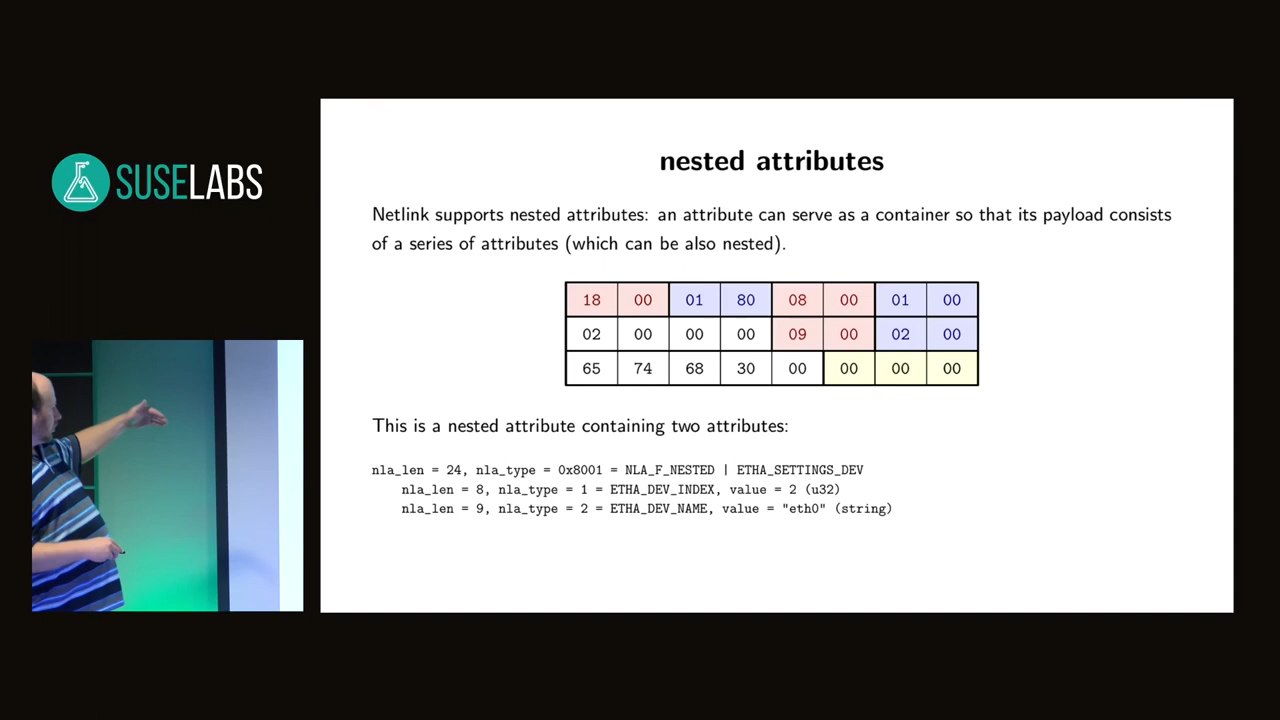 SUSELABS
nested attributes
Netlink supports nested attributes: an attribute can serve as a container so that its payload consists
of a series of attributes (which can be also nested).
18 00 01 80 08 00 01 00
02 00 00 00 09 00 02 00
65 74 68 30 00 00 00 00
This is a nested attribute containing two attributes:
nla_len = 24, nla_type = 0x8001 = NLA_F_NESTED | ETHA_SETTINGS_DEV
nla_len = 8, nla_type = 1 = ETHA_DEV_INDEX, value = 2 (u32)
nla_len = 9, nla_type = 2 = ETHA_DEV_NAME, value = "eth0" (string)